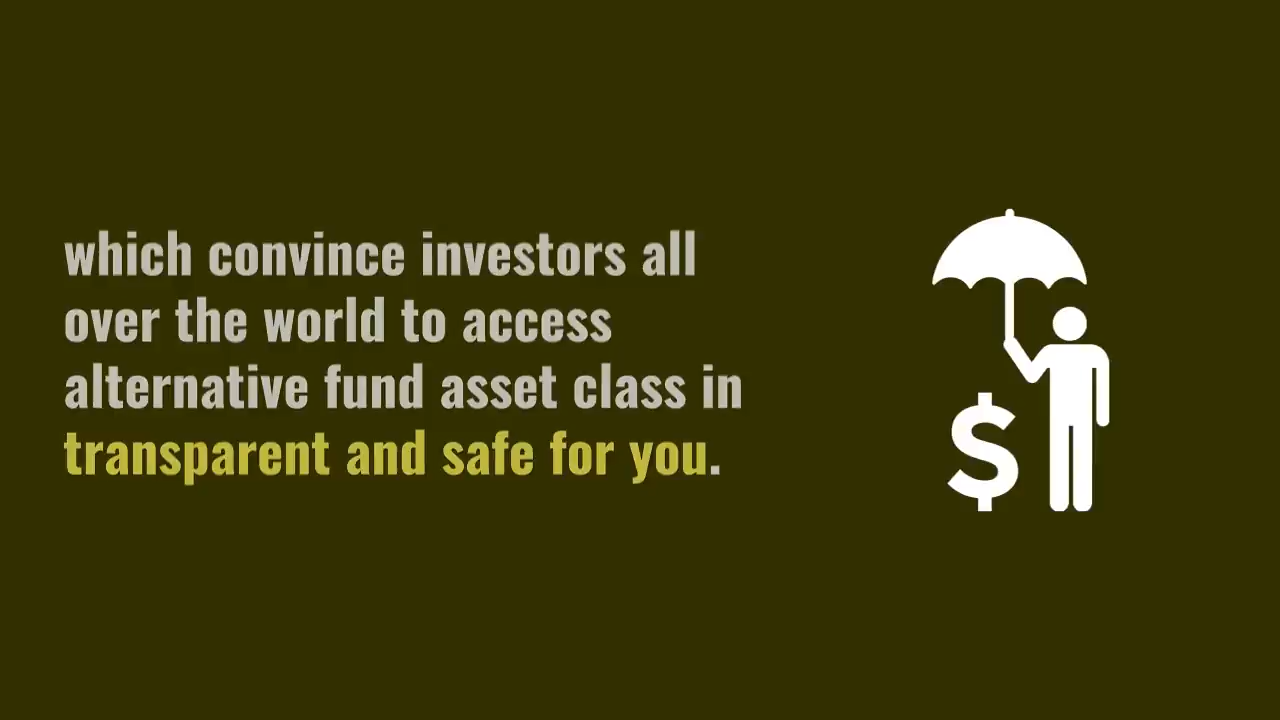 which convince investors all
over the world to access
alternative fund asset class in
transparent and safe for you.
$